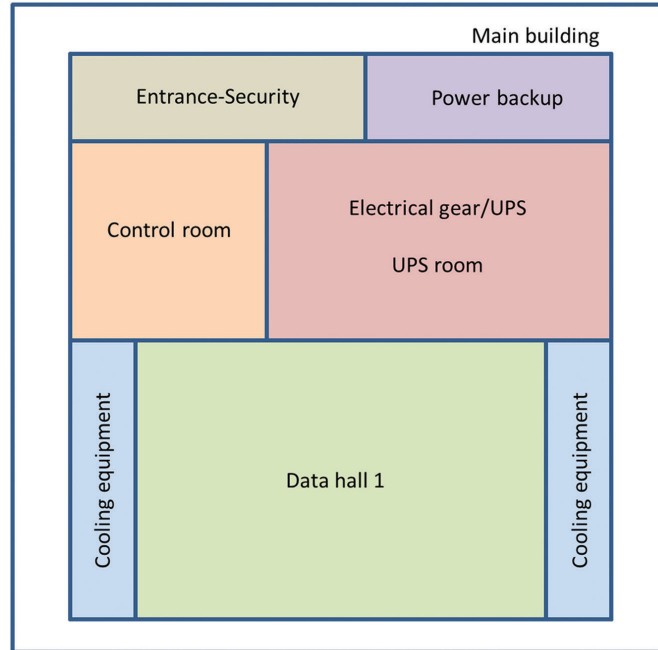 Main building
Entrance-Security
Power backup
Control room
Electrical gear/UPS
UPS room
Cooling equipment
Data hall 1
Cooling equipment